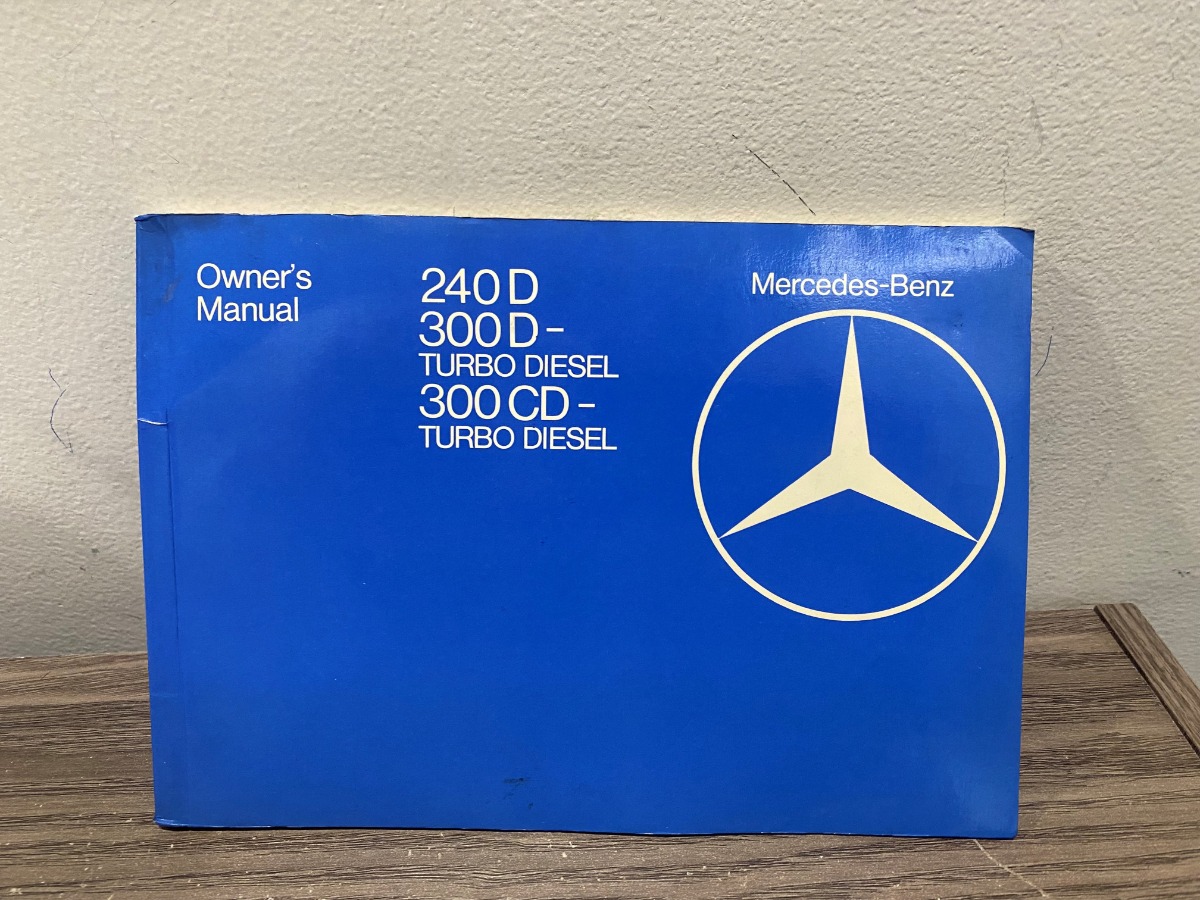 Owner's
Manual
240 D
300 D -
TURBO DIESEL
300 CD -
TURBO DIESEL
Mercedes-Benz